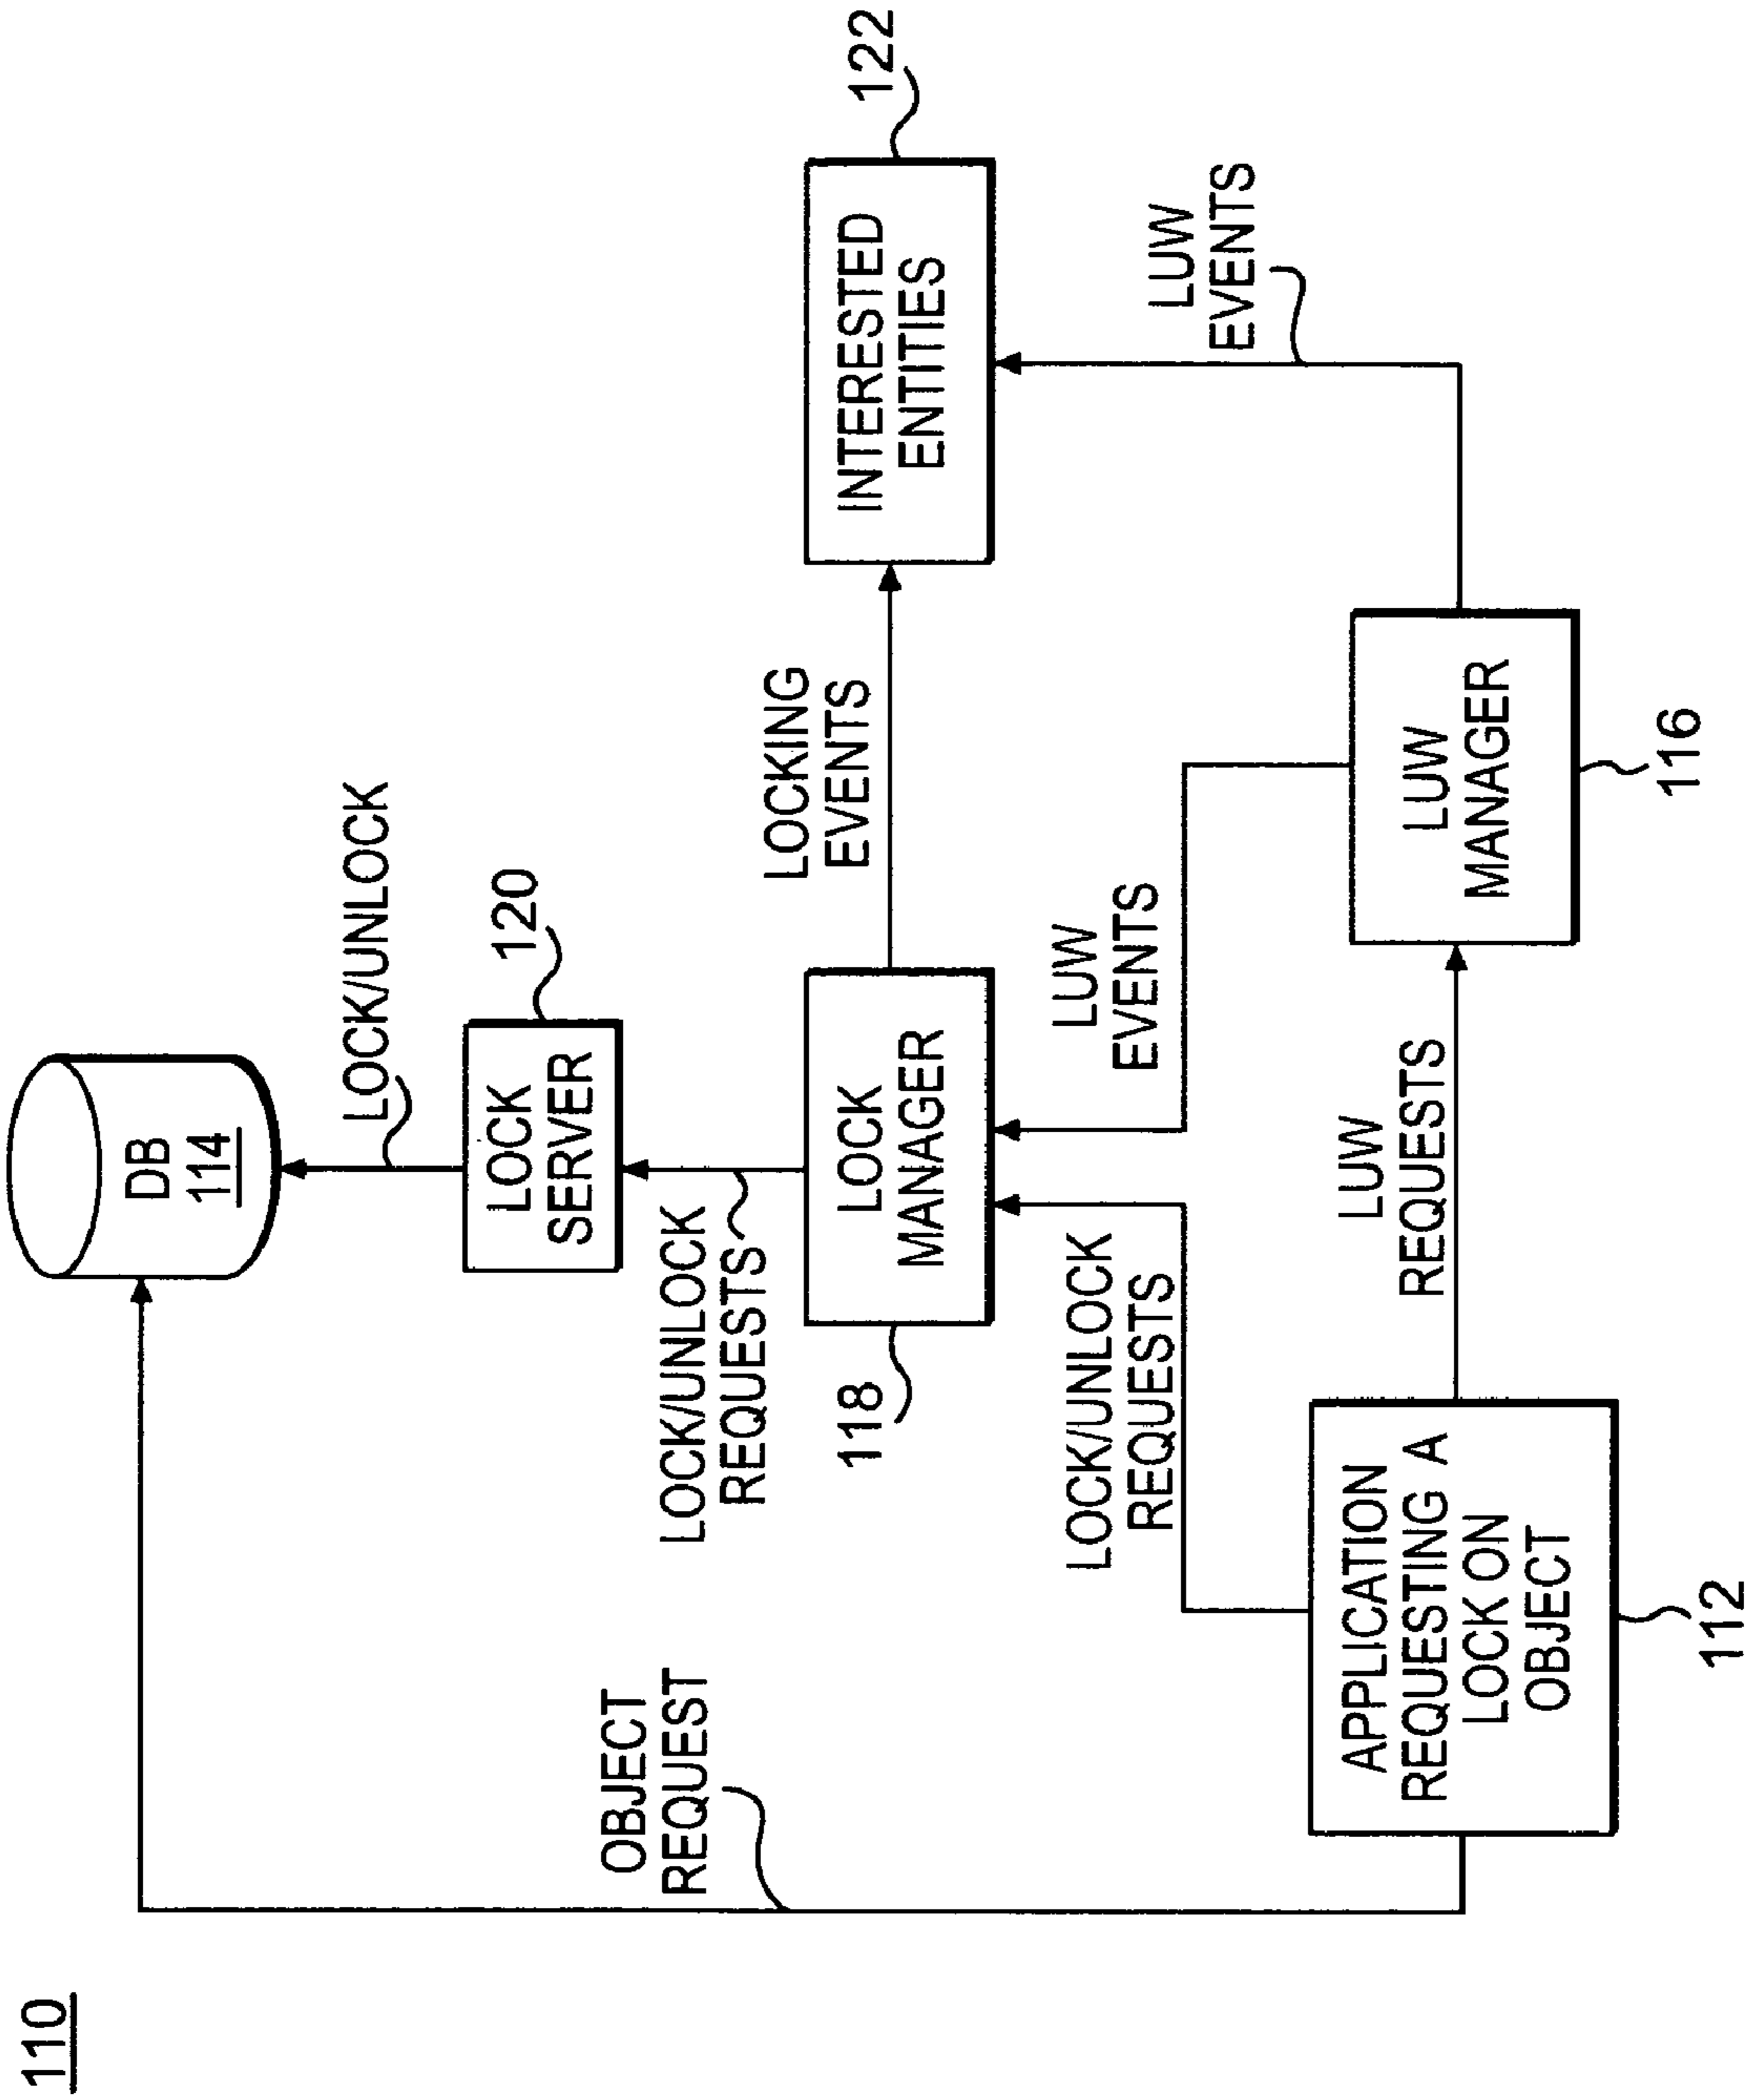 110
DB
114
LOCK/UNLOCK
OBJECT
REQUEST
LOCK
SERVER
120
LOCK/UNLOCK
REQUESTS
LOCKING
EVENTS
118
LOCK
MANAGER
INTERESTED
ENTITIES
122
LOCK/UNLOCK
REQUESTS
LUW
EVENTS
LUW
EVENTS
APPLICATION
REQUESTING A
LOCK ON
OBJECT
LUW
REQUESTS
LUW
MANAGER
112
116